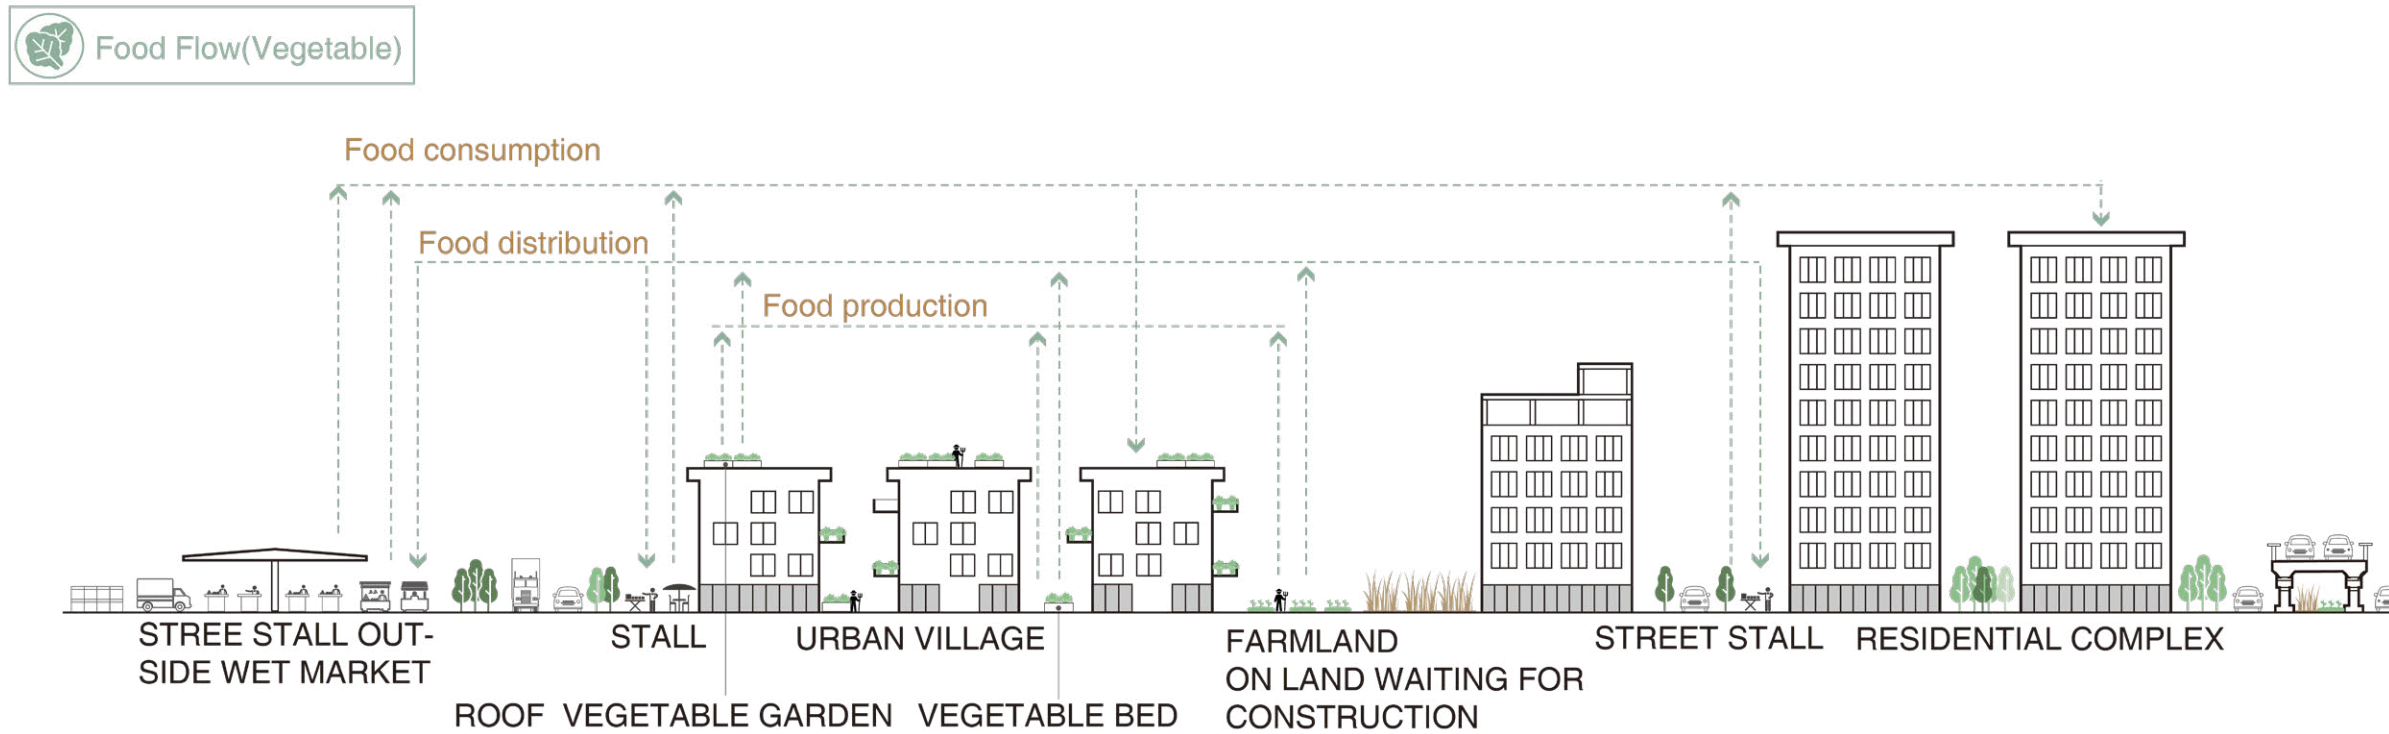 Food Flow(Vegetable)
Food consumption
Food distribution
Food production
STREE STALL OUT-
SIDE WET MARKET
STALL
URBAN VILLAGE
FARMLAND
ON LAND WAITING FOR
CONSTRUCTION
STREET STALL
RESIDENTIAL COMPLEX
ROOF VEGETABLE GARDEN
VEGETABLE BED